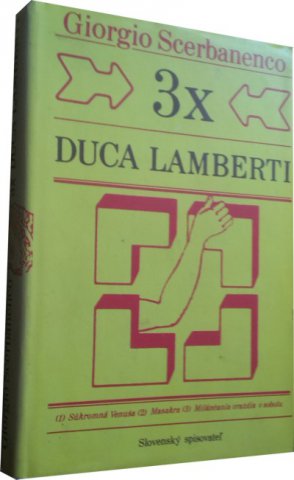 Giorgio Scerbanenco
3x
DUCA LAMBERTI
(1) Súkromná Venuša (2) Masakra (3) Milánčania vraždia v sobotu
Slovenský spisovateľ